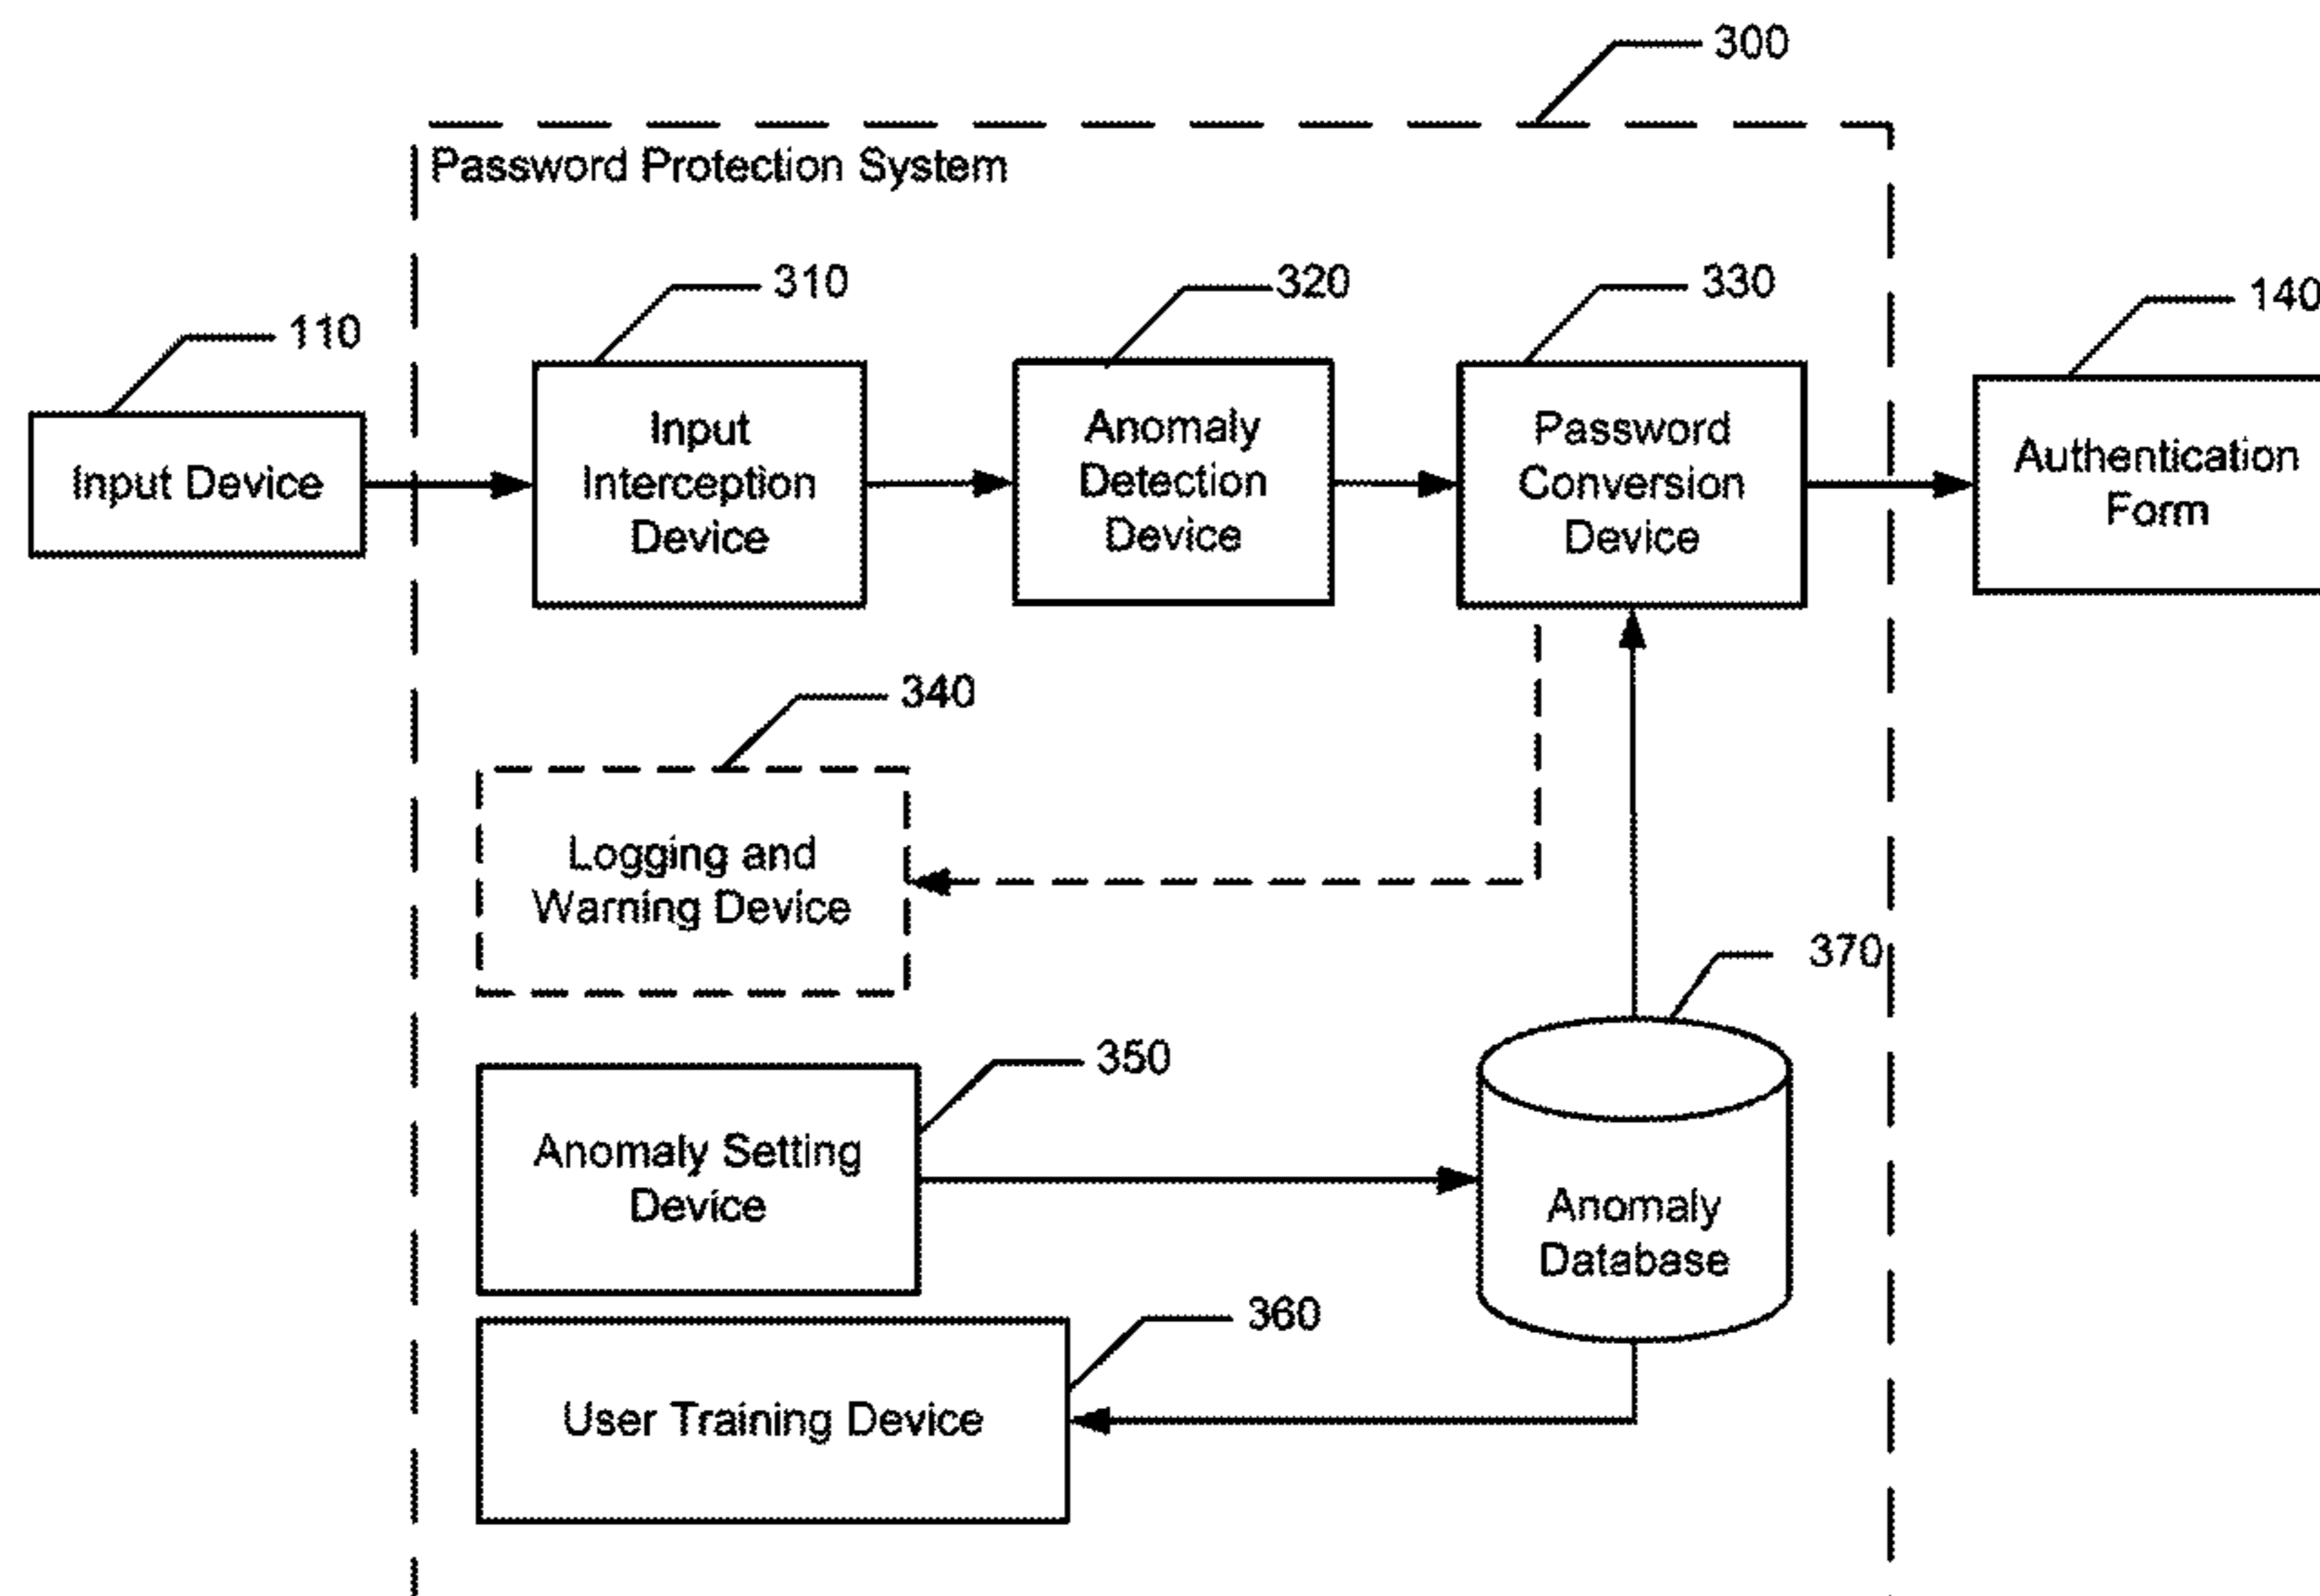 300
Password Protection System
310
320
330
140
110
Input Device
Input
Interception
Device
Anomaly
Detection
Device
Password
Conversion
Device
Authentication
Form
340
Logging and
Warning Device
370
350
Anomaly Setting
Device
Anomaly
Database
360
User Training Device